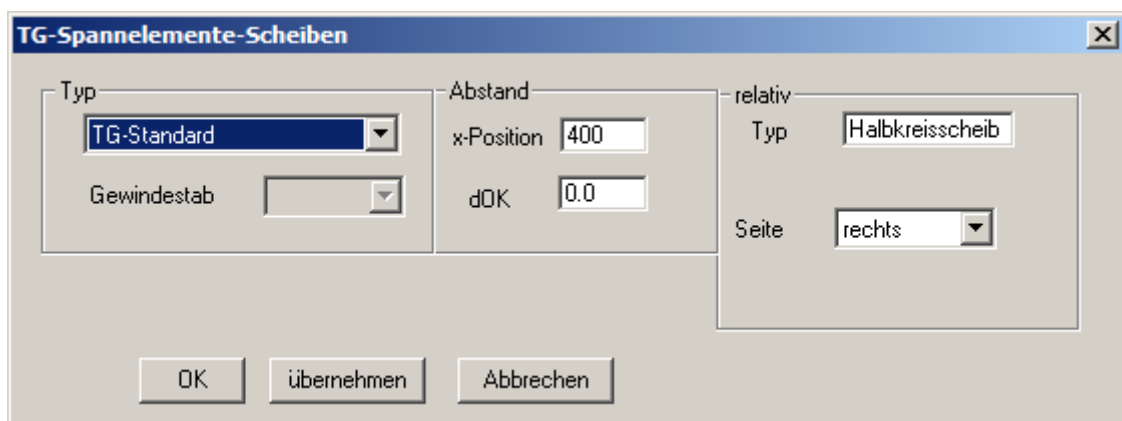 TG-Spannelemente-Scheiben
Typ
TG-Standard
Gewindestab
Abstand
x-Position 400
dOK 0.0
relativ
Typ Halbkreisscheib
Seite rechts
OK übernehmen Abbrechen